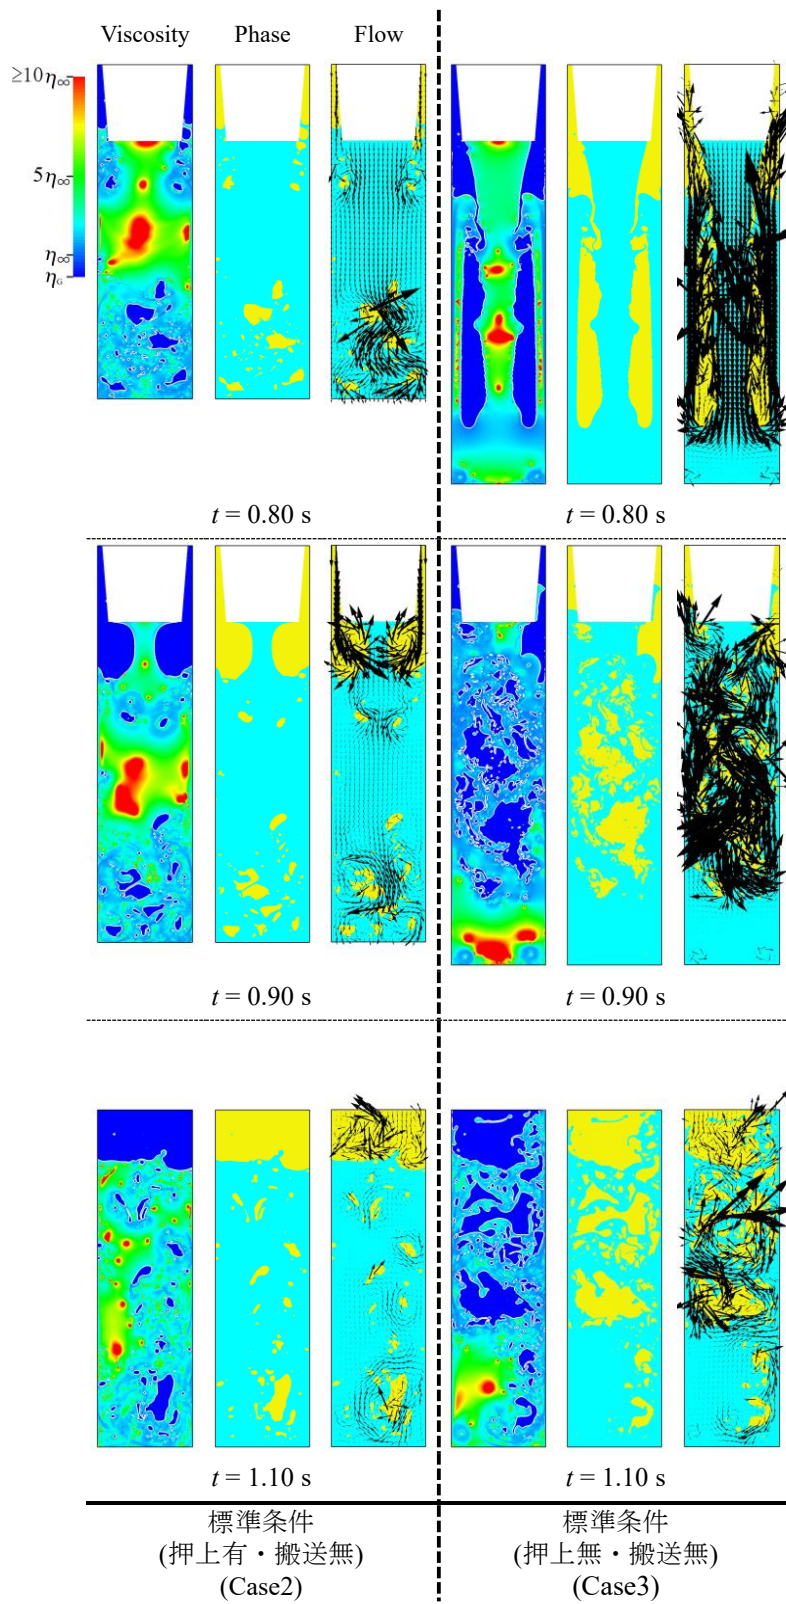 Viscosity Phase Flow
≥10η∞
5η∞
η∞
ηG
t = 0.80 s
t = 0.80 s
t = 0.90 s
t = 0.90 s
t = 1.10 s
t = 1.10 s
標準条件
(押上有・搬送無)
(Case2)
標準条件
(押上無・搬送無)
(Case3)